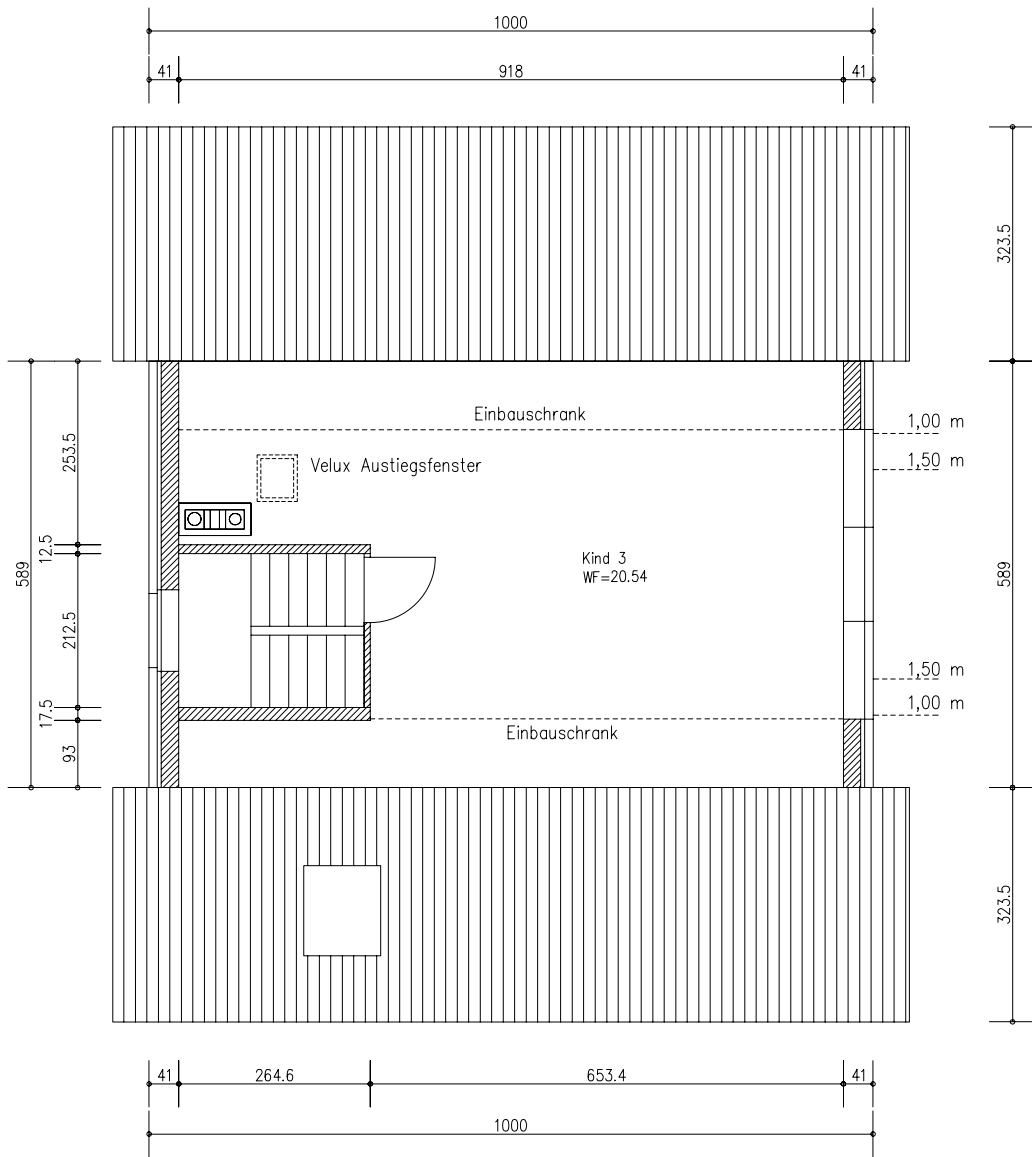 1000
41
918
41
323.5
253.5
12.5
589
212.5
17.5
93
Einbauschrank
1,00 m
1,50 m
Velux Austiegsfenster
Kind 3
WF=20.54
589
1,50 m
1,00 m
Einbauschrank
323.5
41
264.6
653.4
41
1000